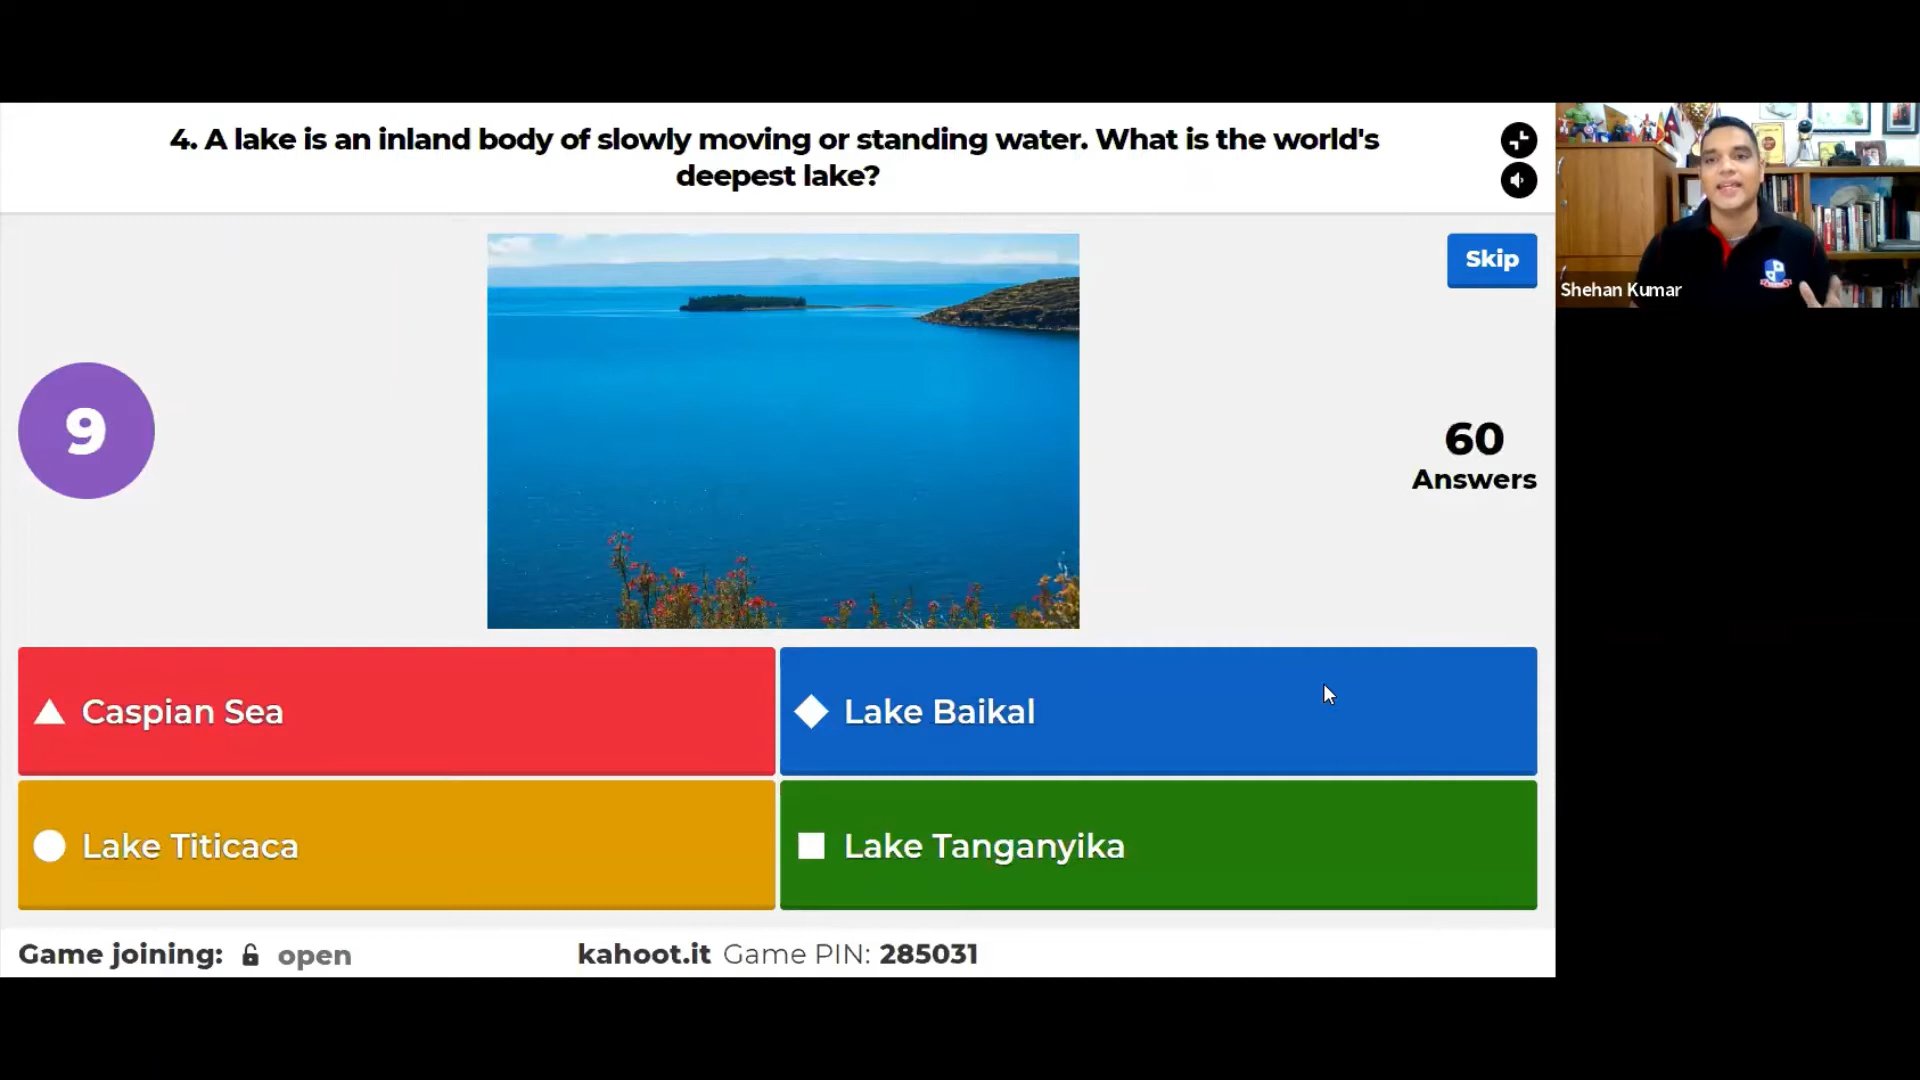 4. A lake is an inland body of slowly moving or standing water. What is the world's
deepest lake?
Skip
Shehan Kumar
9
60
Answers
Caspian Sea
Lake Baikal
Lake Titicaca
Lake Tanganyika
Game joining: open
kahoot.it Game PIN: 285031